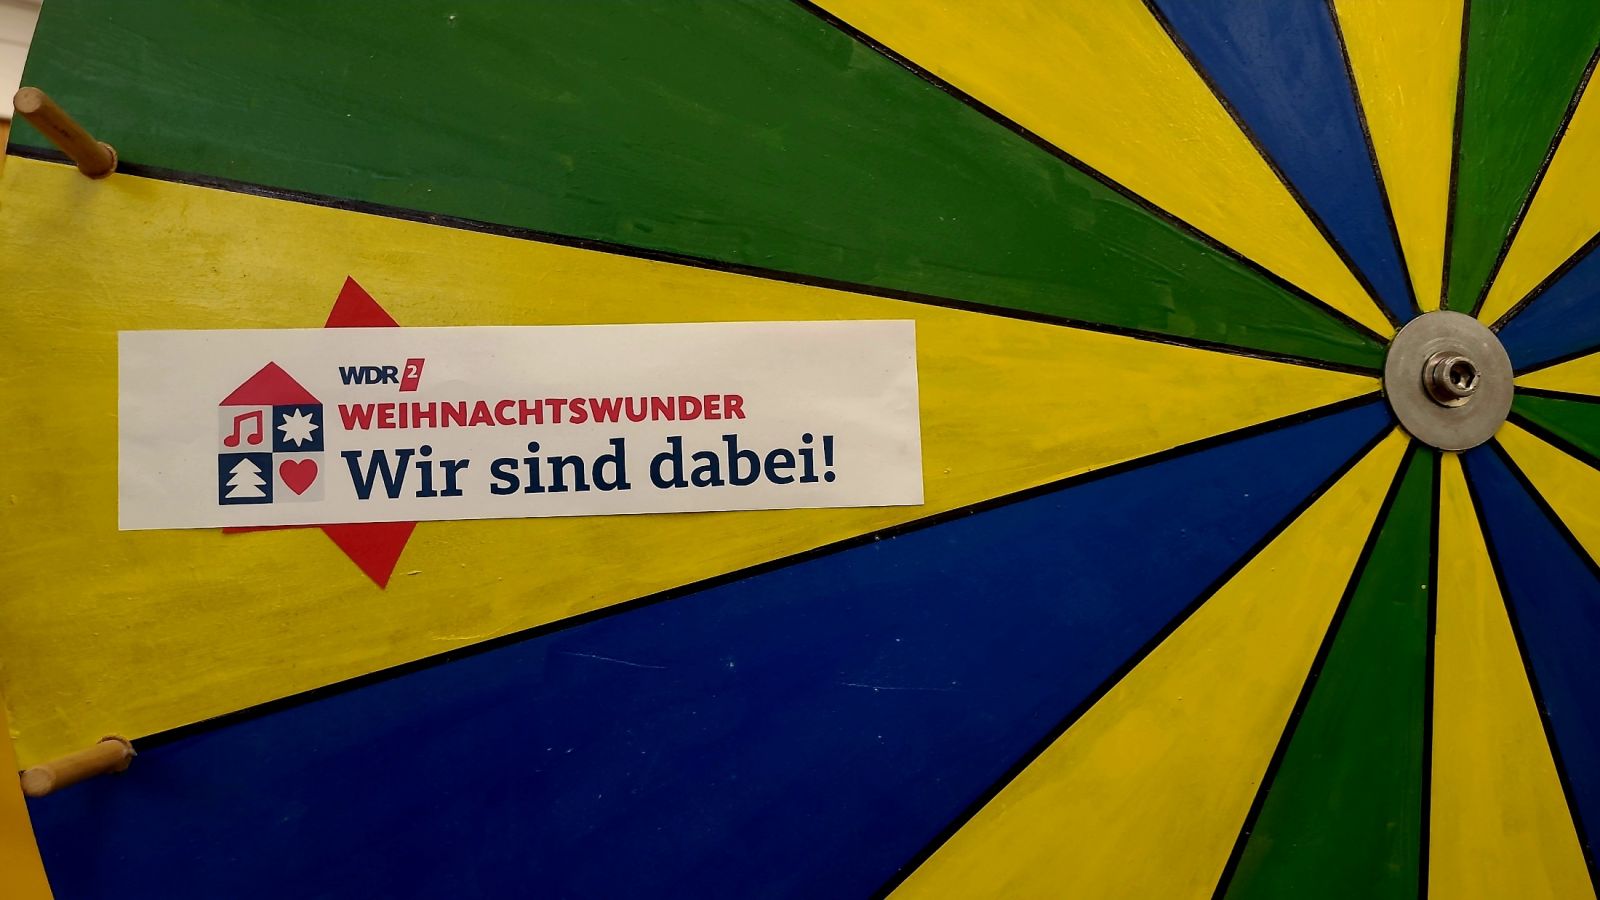 WDR 2
WEIHNACHTSWUNDER
Wir sind dabei!